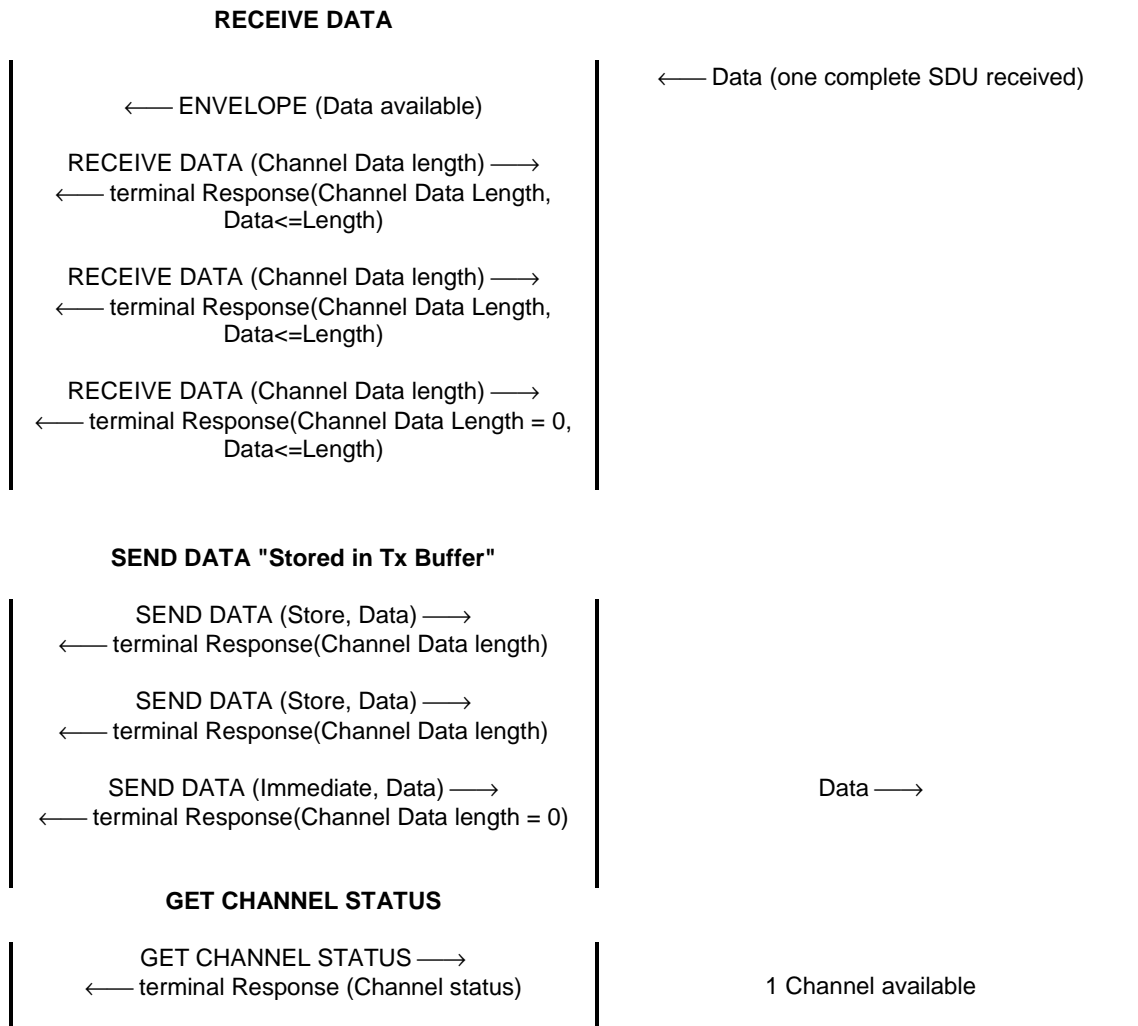 RECEIVE DATA
← Data (one complete SDU received)
← ENVELOPE (Data available)
RECEIVE DATA (Channel Data length) →
← terminal Response(Channel Data Length,
Data<=Length)
RECEIVE DATA (Channel Data length) →
← terminal Response(Channel Data Length,
Data<=Length)
RECEIVE DATA (Channel Data length) →
← terminal Response(Channel Data Length = 0,
Data<=Length)
SEND DATA "Stored in Tx Buffer"
SEND DATA (Store, Data) →
← terminal Response(Channel Data length)
SEND DATA (Store, Data) →
← terminal Response(Channel Data length)
SEND DATA (Immediate, Data) →
Data →
← terminal Response(Channel Data length = 0)
GET CHANNEL STATUS
GET CHANNEL STATUS →
← terminal Response (Channel status)
1 Channel available